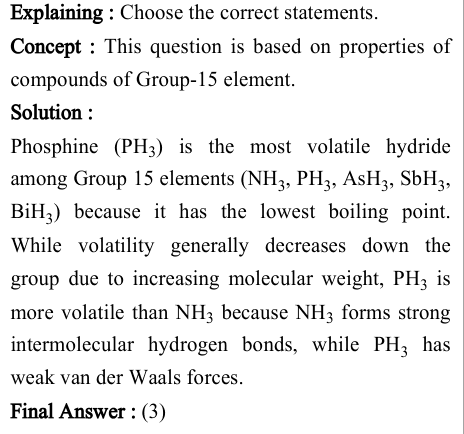 Explaining : Choose the correct statements.
Concept : This question is based on properties of
compounds of Group-15 element.
Solution :
Phosphine (PH₃) is the most volatile hydride
among Group 15 elements (NH₃, PH₃, AsH₃, SbH₃,
BiH₃) because it has the lowest boiling point.
While volatility generally decreases down the
group due to increasing molecular weight, PH₃ is
more volatile than NH₃ because NH₃ forms strong
intermolecular hydrogen bonds, while PH₃ has
weak van der Waals forces.
Final Answer : (3)